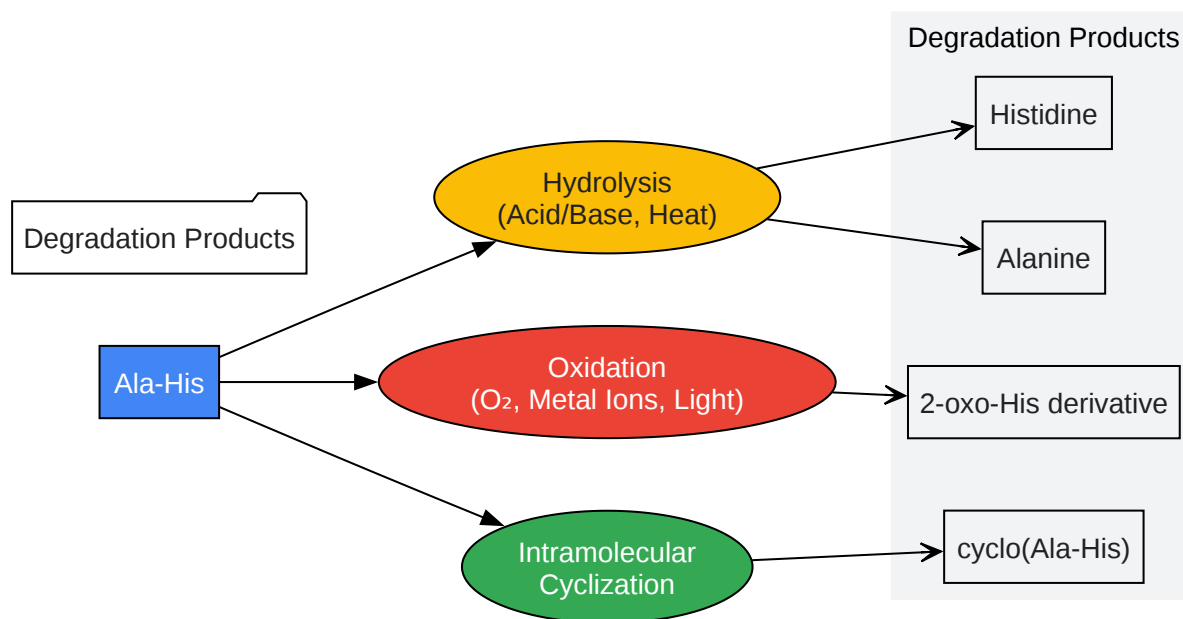 Degradation Products
Histidine
Hydrolysis
(Acid/Base, Heat)
Degradation Products
Alanine
Ala-His
Oxidation
(O₂, Metal Ions, Light)
2-oxo-His derivative
Intramolecular
Cyclization
cyclo(Ala-His)